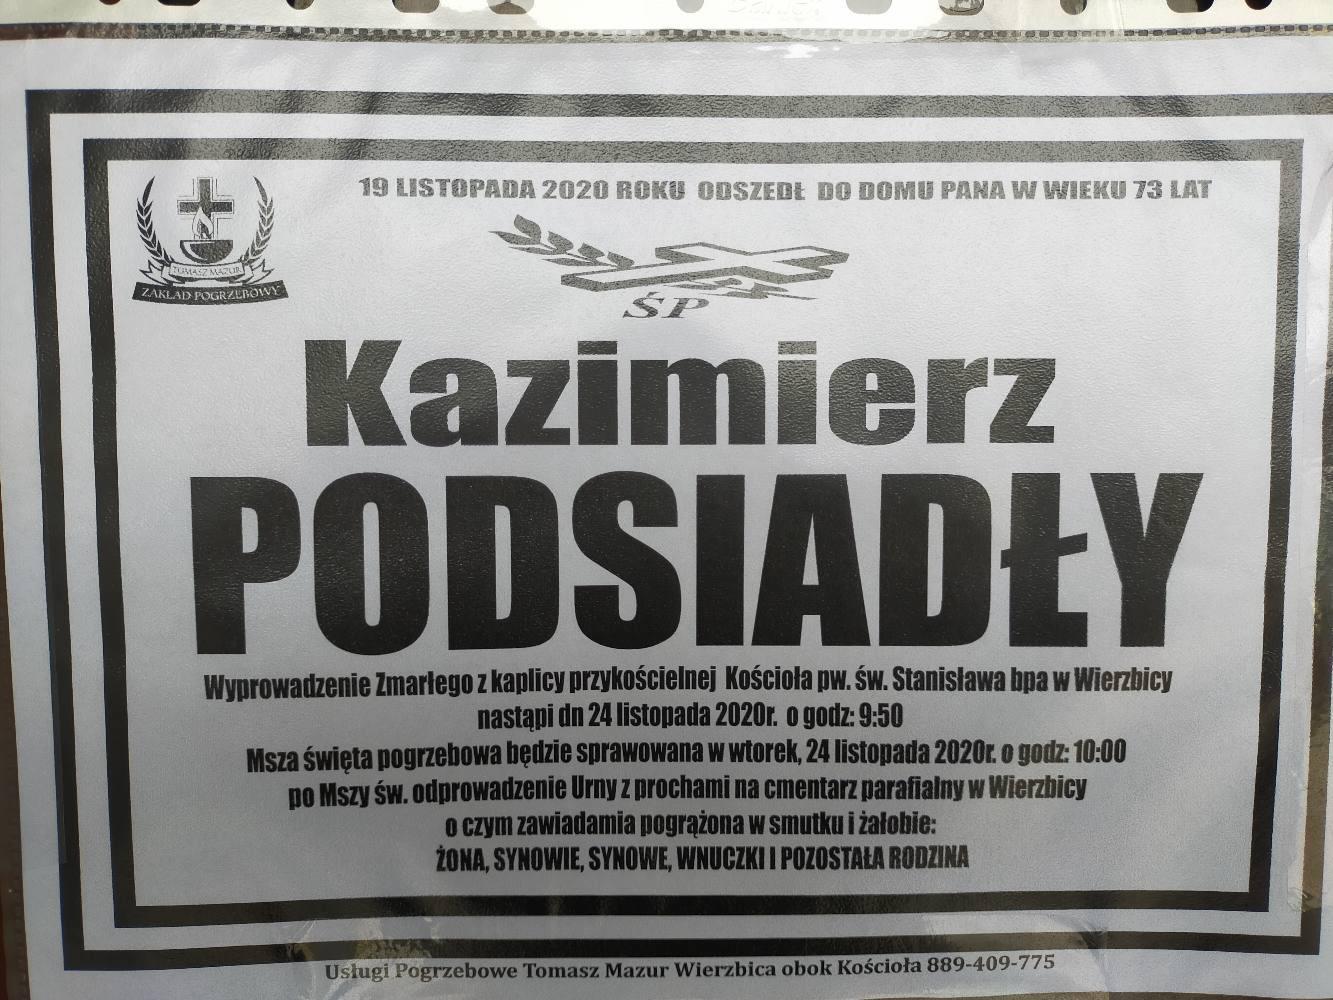 19 LISTOPADA 2020 ROKU ODSZEDŁ DO DOMU PANA W WIEKU 73 LAT
TOMASZ MAZUR
ZAKŁAD POGRZEBOWY
ŚP
Kazimierz
PODSIADŁY
Wyprowadzenie Zmarłego z kaplicy przykościelnej Kościoła pw. św. Stanisława bpa w Wierzbicy
nastąpi dn 24 listopada 2020r. o godz: 9:50
Msza święta pogrzebowa będzie sprawowana w wtorek, 24 listopada 2020r. o godz: 10:00
po Mszy św. odprowadzenie Urny z prochami na cmentarz parafialny w Wierzbicy
o czym zawiadamia pogrążona w smutku i żałobie:
ŻONA, SYNOWIE, SYNOWE, WNUCZKI I POZOSTAŁA RODZINA
Usługi Pogrzebowe Tomasz Mazur Wierzbica obok Kościoła 889-409-775